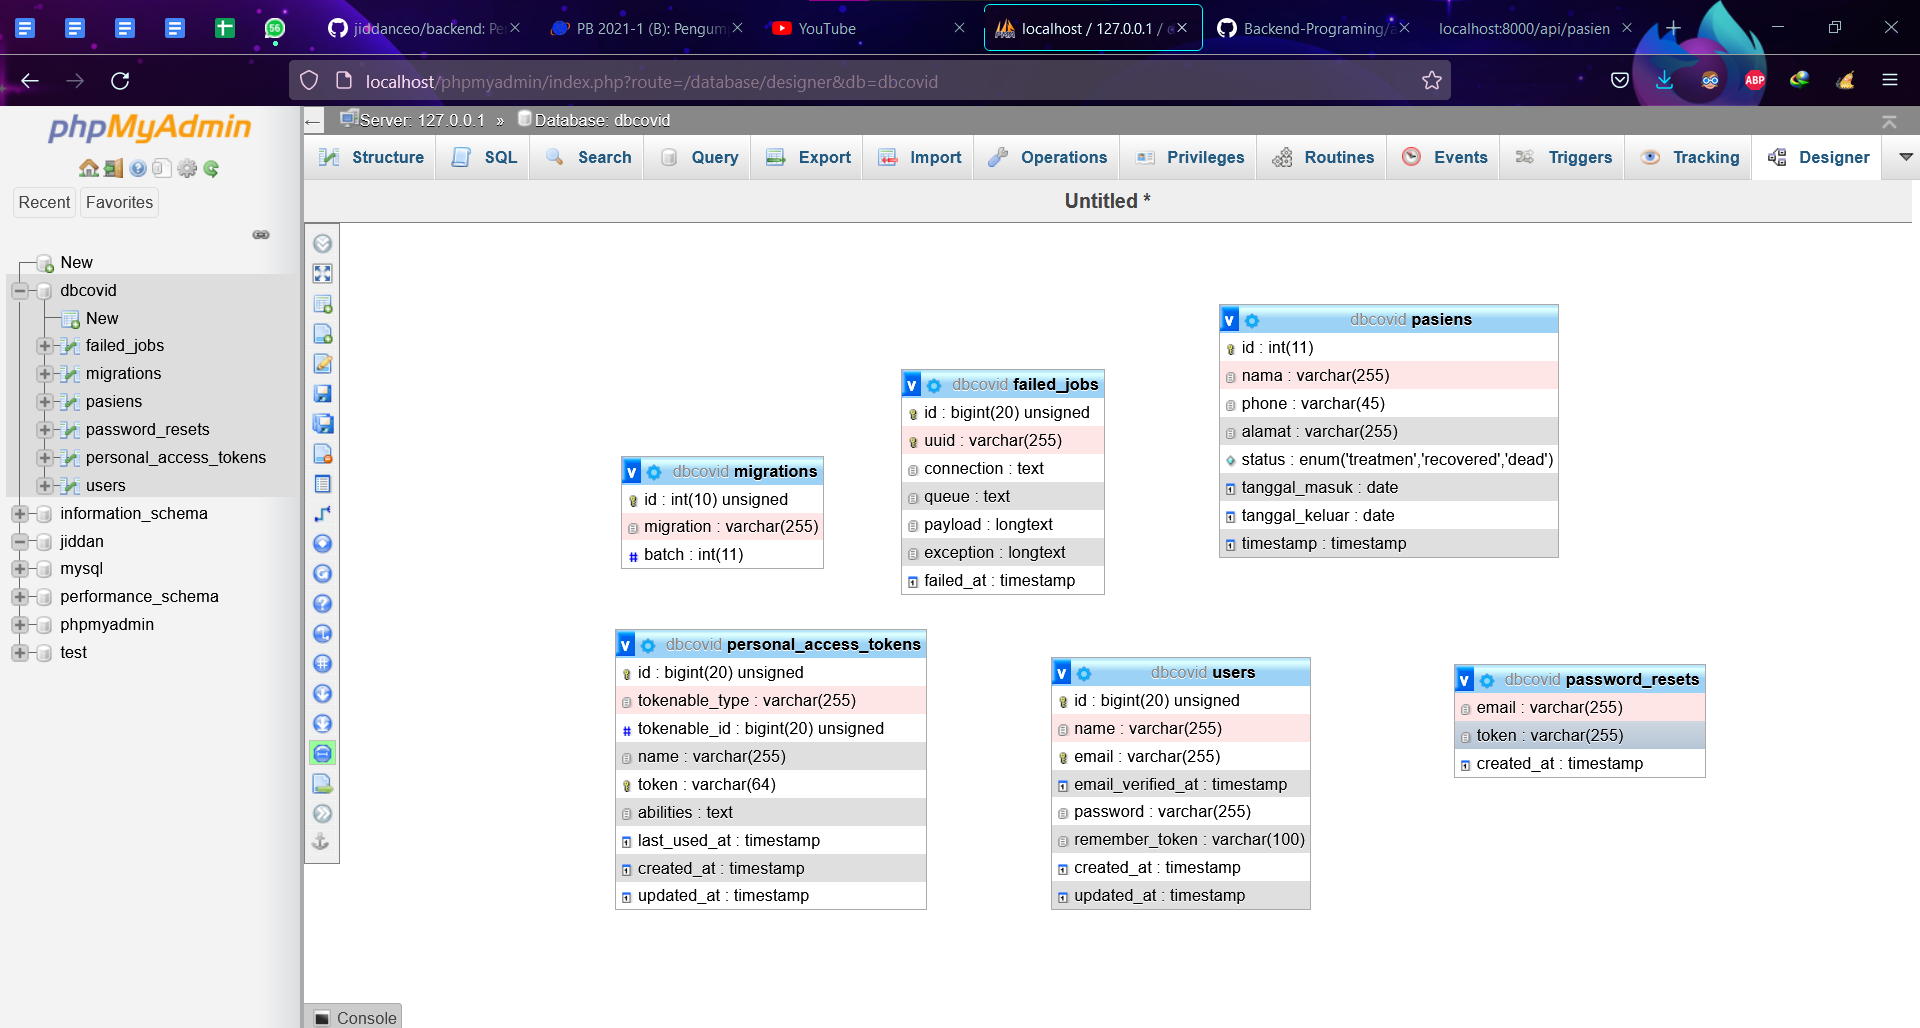 56
jiddanceo/backend: Pe
PB 2021-1 (B): Pengump
YouTube
localhost / 127.0.0.1 /
Backend-Programing/a
localhost:8000/api/pasien
localhost/phpmyadmin/index.php?route=/database/designer&db=dbcovid
ABP
phpMyAdmin
Recent
Favorites
New
dbcovid
New
failed_jobs
migrations
pasiens
password_resets
personal_access_tokens
users
information_schema
jiddan
mysql
performance_schema
phpmyadmin
test
Server: 127.0.0.1 » Database: dbcovid
Structure
SQL
Search
Query
Export
Import
Operations
Privileges
Routines
Events
Triggers
Tracking
Designer
Untitled *
v dbcovid pasiens
id : int(11)
nama : varchar(255)
phone : varchar(45)
alamat : varchar(255)
status : enum('treatmen','recovered','dead')
tanggal_masuk : date
tanggal_keluar : date
timestamp : timestamp
v dbcovid failed_jobs
id : bigint(20) unsigned
uuid : varchar(255)
connection : text
queue : text
payload : longtext
exception : longtext
failed_at : timestamp
v dbcovid migrations
id : int(10) unsigned
migration : varchar(255)
# batch : int(11)
v dbcovid personal_access_tokens
id : bigint(20) unsigned
tokenable_type : varchar(255)
# tokenable_id : bigint(20) unsigned
name : varchar(255)
token : varchar(64)
abilities : text
last_used_at : timestamp
created_at : timestamp
updated_at : timestamp
v dbcovid users
id : bigint(20) unsigned
name : varchar(255)
email : varchar(255)
email_verified_at : timestamp
password : varchar(255)
remember_token : varchar(100)
created_at : timestamp
updated_at : timestamp
v dbcovid password_resets
email : varchar(255)
token : varchar(255)
created_at : timestamp
Console